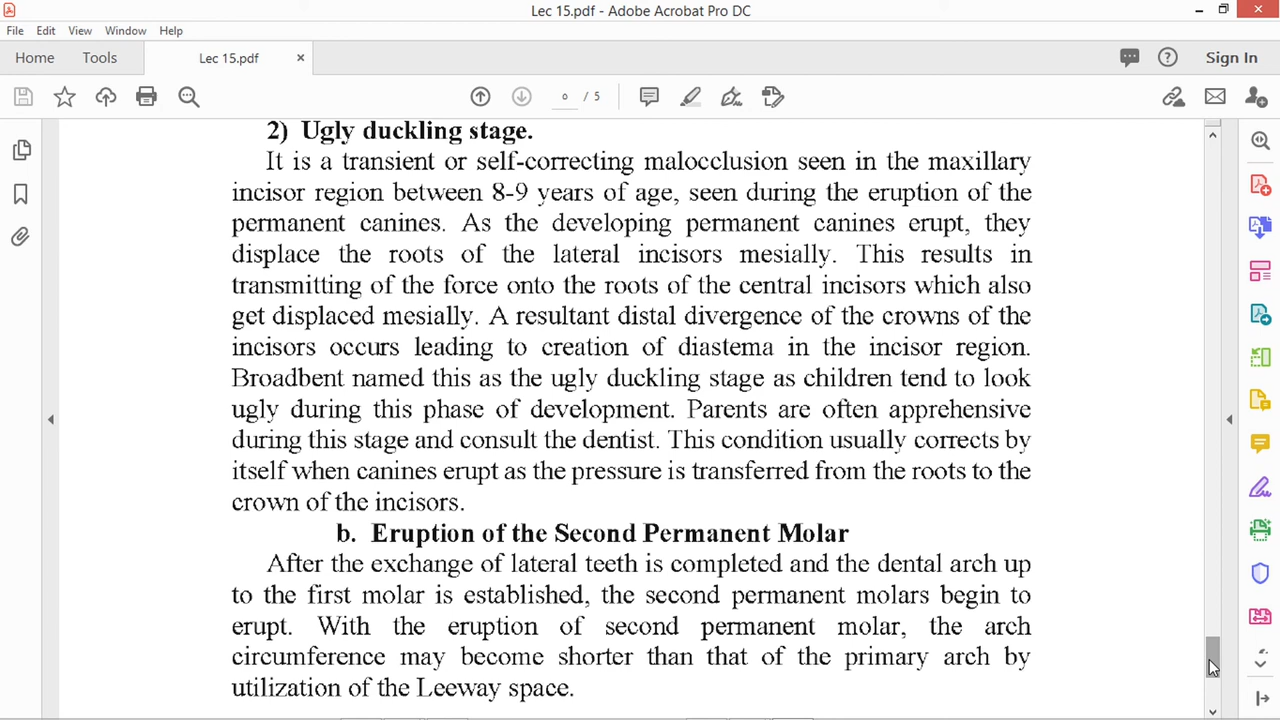 Lec 15.pdf - Adobe Acrobat Pro DC
File Edit View Window Help
Home Tools Lec 15.pdf × Sign In
o / 5
2) Ugly duckling stage.
It is a transient or self-correcting malocclusion seen in the maxillary
incisor region between 8-9 years of age, seen during the eruption of the
permanent canines. As the developing permanent canines erupt, they
displace the roots of the lateral incisors mesially. This results in
transmitting of the force onto the roots of the central incisors which also
get displaced mesially. A resultant distal divergence of the crowns of the
incisors occurs leading to creation of diastema in the incisor region.
Broadbent named this as the ugly duckling stage as children tend to look
ugly during this phase of development. Parents are often apprehensive
during this stage and consult the dentist. This condition usually corrects by
itself when canines erupt as the pressure is transferred from the roots to the
crown of the incisors.
b. Eruption of the Second Permanent Molar
After the exchange of lateral teeth is completed and the dental arch up
to the first molar is established, the second permanent molars begin to
erupt. With the eruption of second permanent molar, the arch
circumference may become shorter than that of the primary arch by
utilization of the Leeway space.